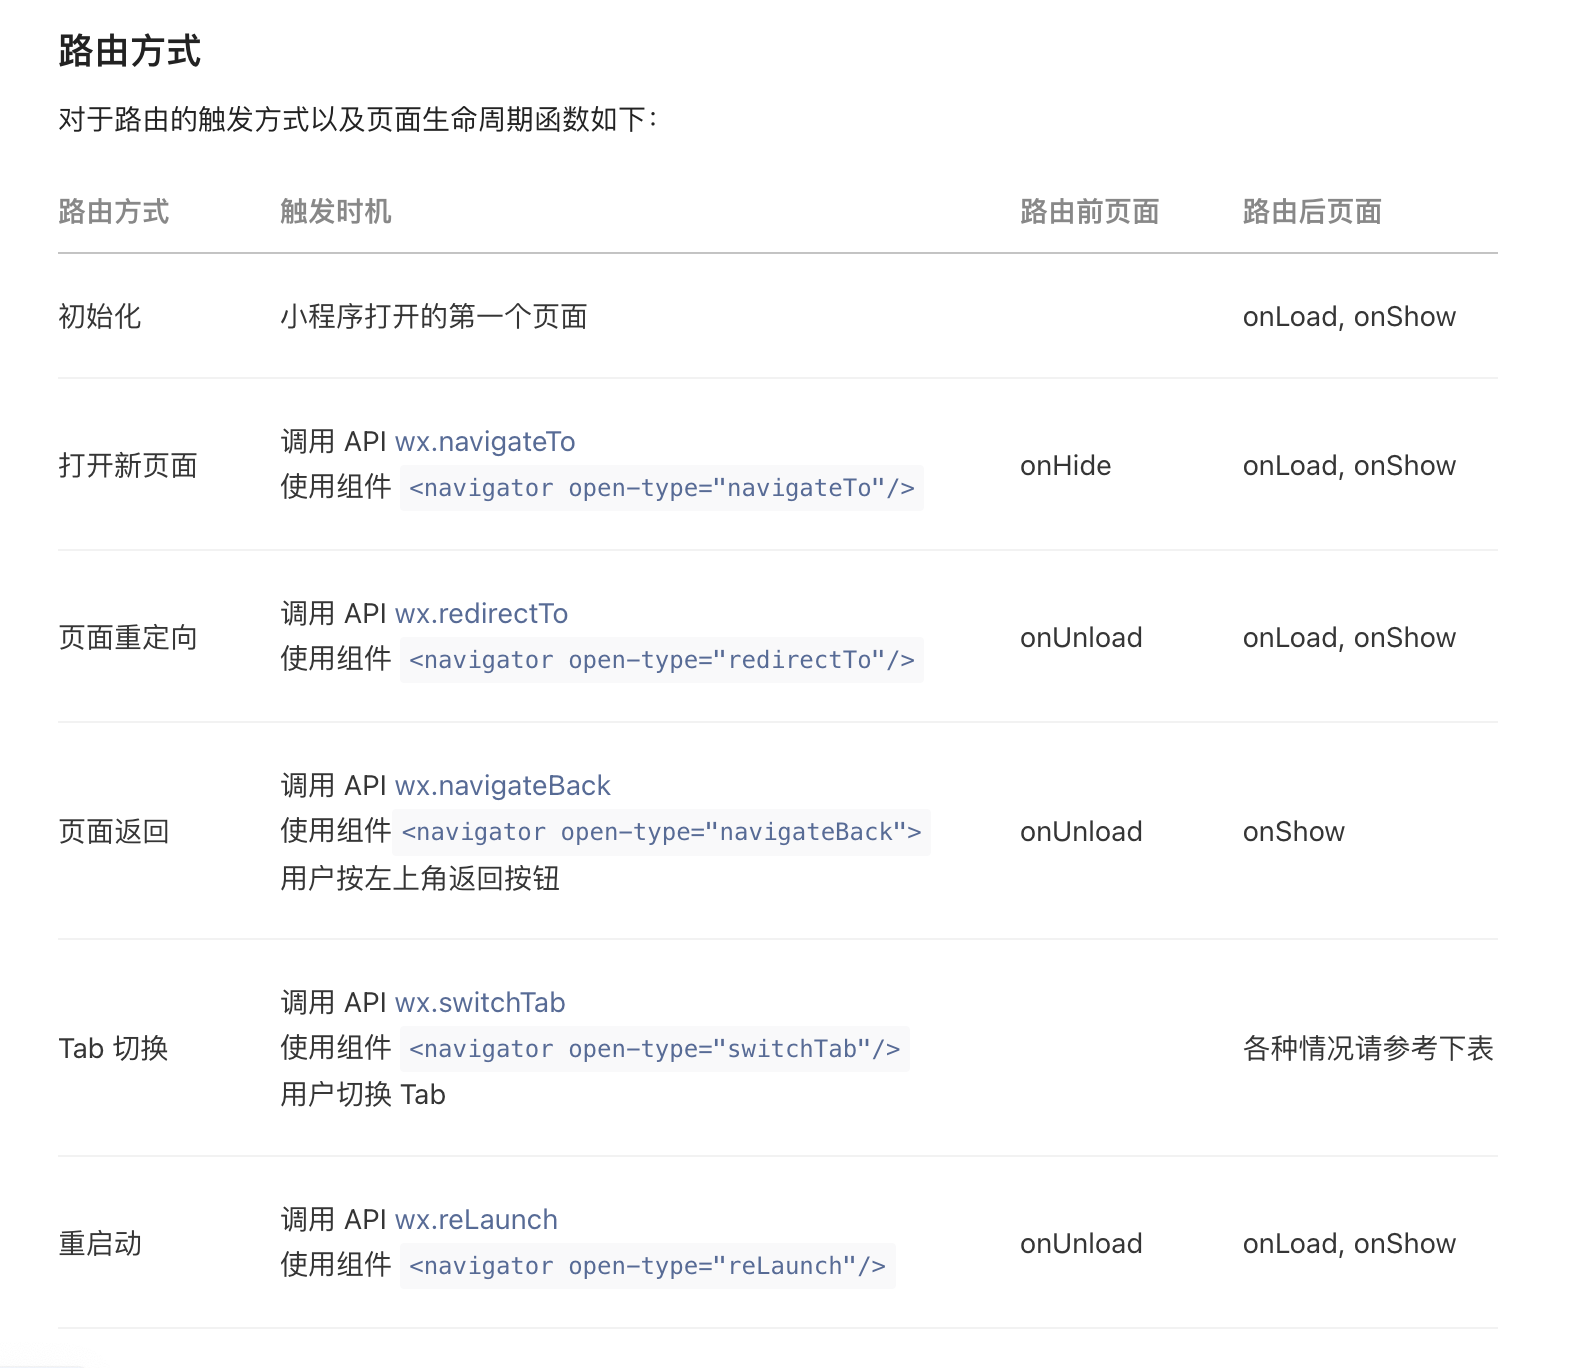 路由方式
对于路由的触发方式以及页面生命周期函数如下：
路由方式 触发时机 路由前页面 路由后页面
初始化 小程序打开的第一个页面 onLoad, onShow
打开新页面 调用 API wx.navigateTo
使用组件 <navigator open-type="navigateTo"/> onHide onLoad, onShow
页面重定向 调用 API wx.redirectTo
使用组件 <navigator open-type="redirectTo"/> onUnload onLoad, onShow
页面返回 调用 API wx.navigateBack
使用组件<navigator open-type="navigateBack"> onUnload onShow
用户按左上角返回按钮
Tab 切换 调用 API wx.switchTab
使用组件 <navigator open-type="switchTab"/> 各种情况请参考下表
用户切换 Tab
重启动 调用 API wx.reLaunch
使用组件 <navigator open-type="reLaunch"/> onUnload onLoad, onShow